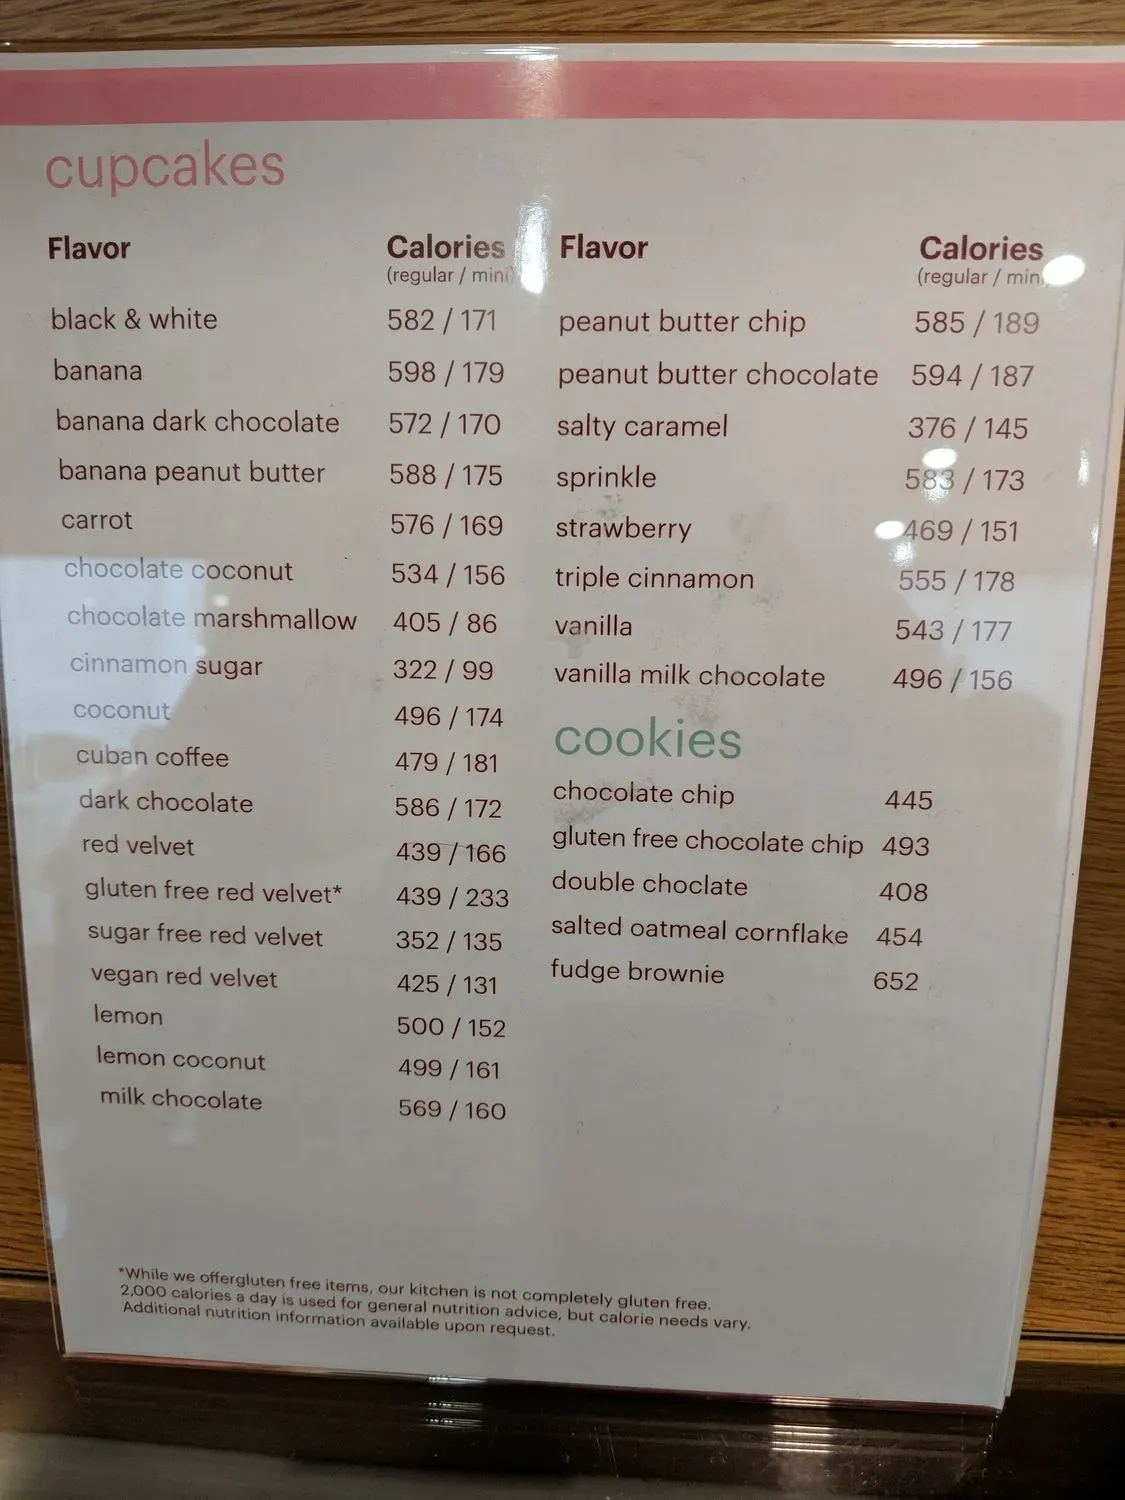 cupcakes
Flavor Calories
(regular / mini)
black & white 582 / 171
banana 598 / 179
banana dark chocolate 572 / 170
banana peanut butter 588 / 175
carrot 576 / 169
chocolate coconut 534 / 156
chocolate marshmallow 405 / 86
cinnamon sugar 322 / 99
coconut 496 / 174
cuban coffee 479 / 181
dark chocolate 586 / 172
red velvet 439 / 166
gluten free red velvet* 439 / 233
sugar free red velvet 352 / 135
vegan red velvet 425 / 131
lemon 500 / 152
lemon coconut 499 / 161
milk chocolate 569 / 160
Flavor Calories
(regular / min
peanut butter chip 585 / 189
peanut butter chocolate 594 / 187
salty caramel 376 / 145
sprinkle 583 / 173
strawberry 469 / 151
triple cinnamon 555 / 178
vanilla 543 / 177
vanilla milk chocolate 496 / 156
cookies
chocolate chip 445
gluten free chocolate chip 493
double choclate 408
salted oatmeal cornflake 454
fudge brownie 652
*While we offergluten free items, our kitchen is not completely gluten free.
2,000 calories a day is used for general nutrition advice, but calorie needs vary.
Additional nutrition information available upon request.